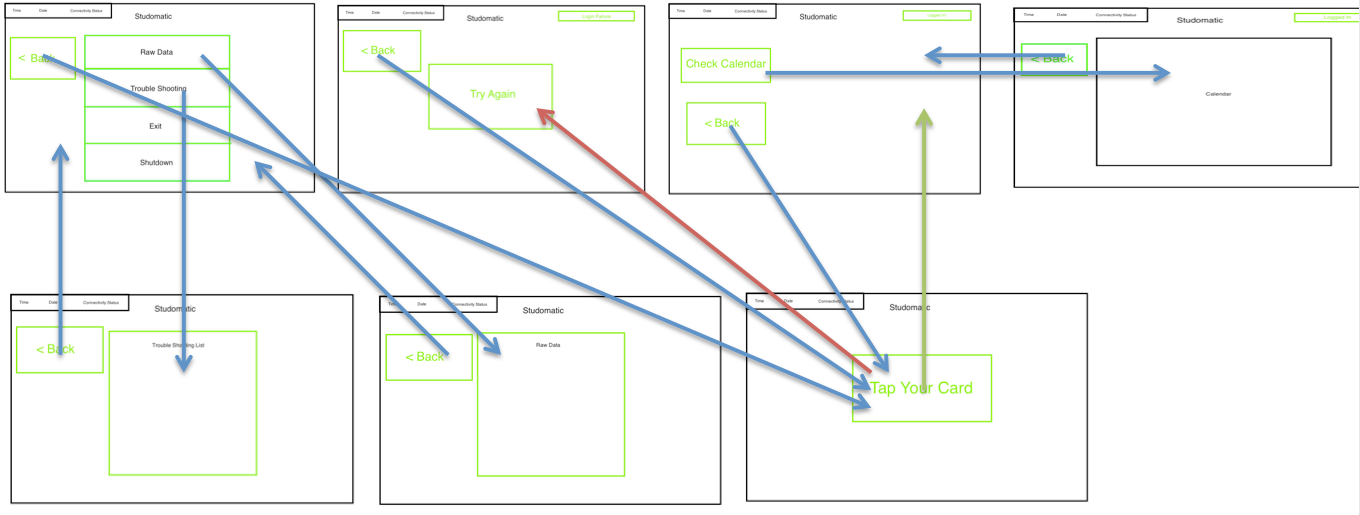 Time Date Connectivity Status
Studomatic
< Back
Raw Data
Trouble Shooting
Exit
Shutdown
Time Date Connectivity Status
Studomatic
Login Failure
< Back
Try Again
Time Date Connectivity Status
Studomatic
Check Calendar
< Back
Time Date Connectivity Status
Studomatic
Logged In
< Back
Calendar
Time Date Connectivity Status
Studomatic
< Back
Trouble Shooting List
Time Date Connectivity Status
Studomatic
< Back
Raw Data
Time Date Connectivity Status
Studomatic
Tap Your Card